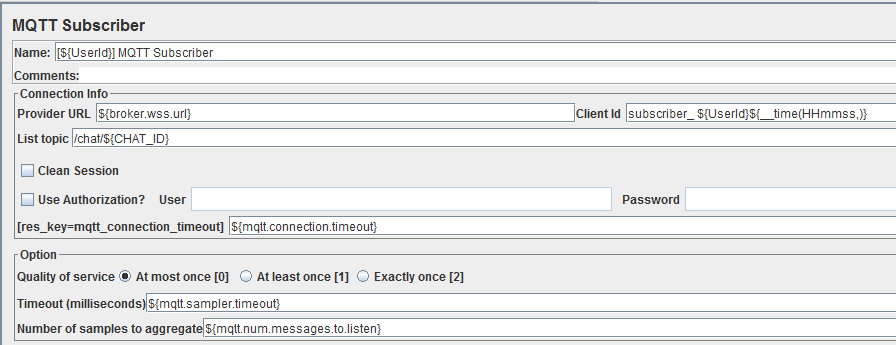 MQTT Subscriber
Name: [${UserId}] MQTT Subscriber
Comments:
Connection Info
Provider URL ${broker.wss.url} Client Id subscriber_ ${UserId}${__time(HHmmss,)}
List topic /chat/${CHAT_ID}
Clean Session
Use Authorization? User Password
[res_key=mqtt_connection_timeout] ${mqtt.connection.timeout}
Option
Quality of service At most once [0] At least once [1] Exactly once [2]
Timeout (milliseconds) ${mqtt.sampler.timeout}
Number of samples to aggregate ${mqtt.num.messages.to.listen}